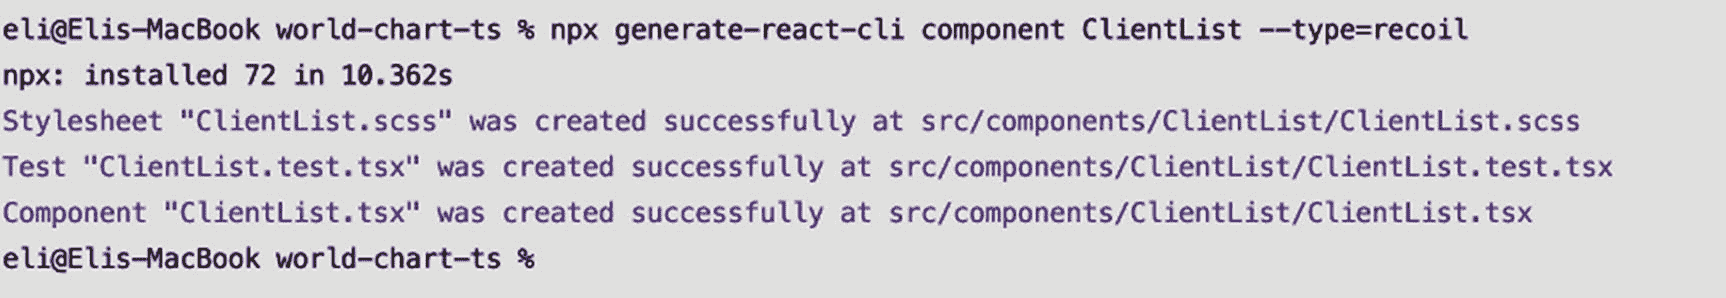 eli@Elis-MacBook world-chart-ts % npx generate-react-cli component ClientList --type=recoil
npx: installed 72 in 10.362s
Stylesheet "ClientList.scss" was created successfully at src/components/ClientList/ClientList.scss
Test "ClientList.test.tsx" was created successfully at src/components/ClientList/ClientList.test.tsx
Component "ClientList.tsx" was created successfully at src/components/ClientList/ClientList.tsx
eli@Elis-MacBook world-chart-ts %